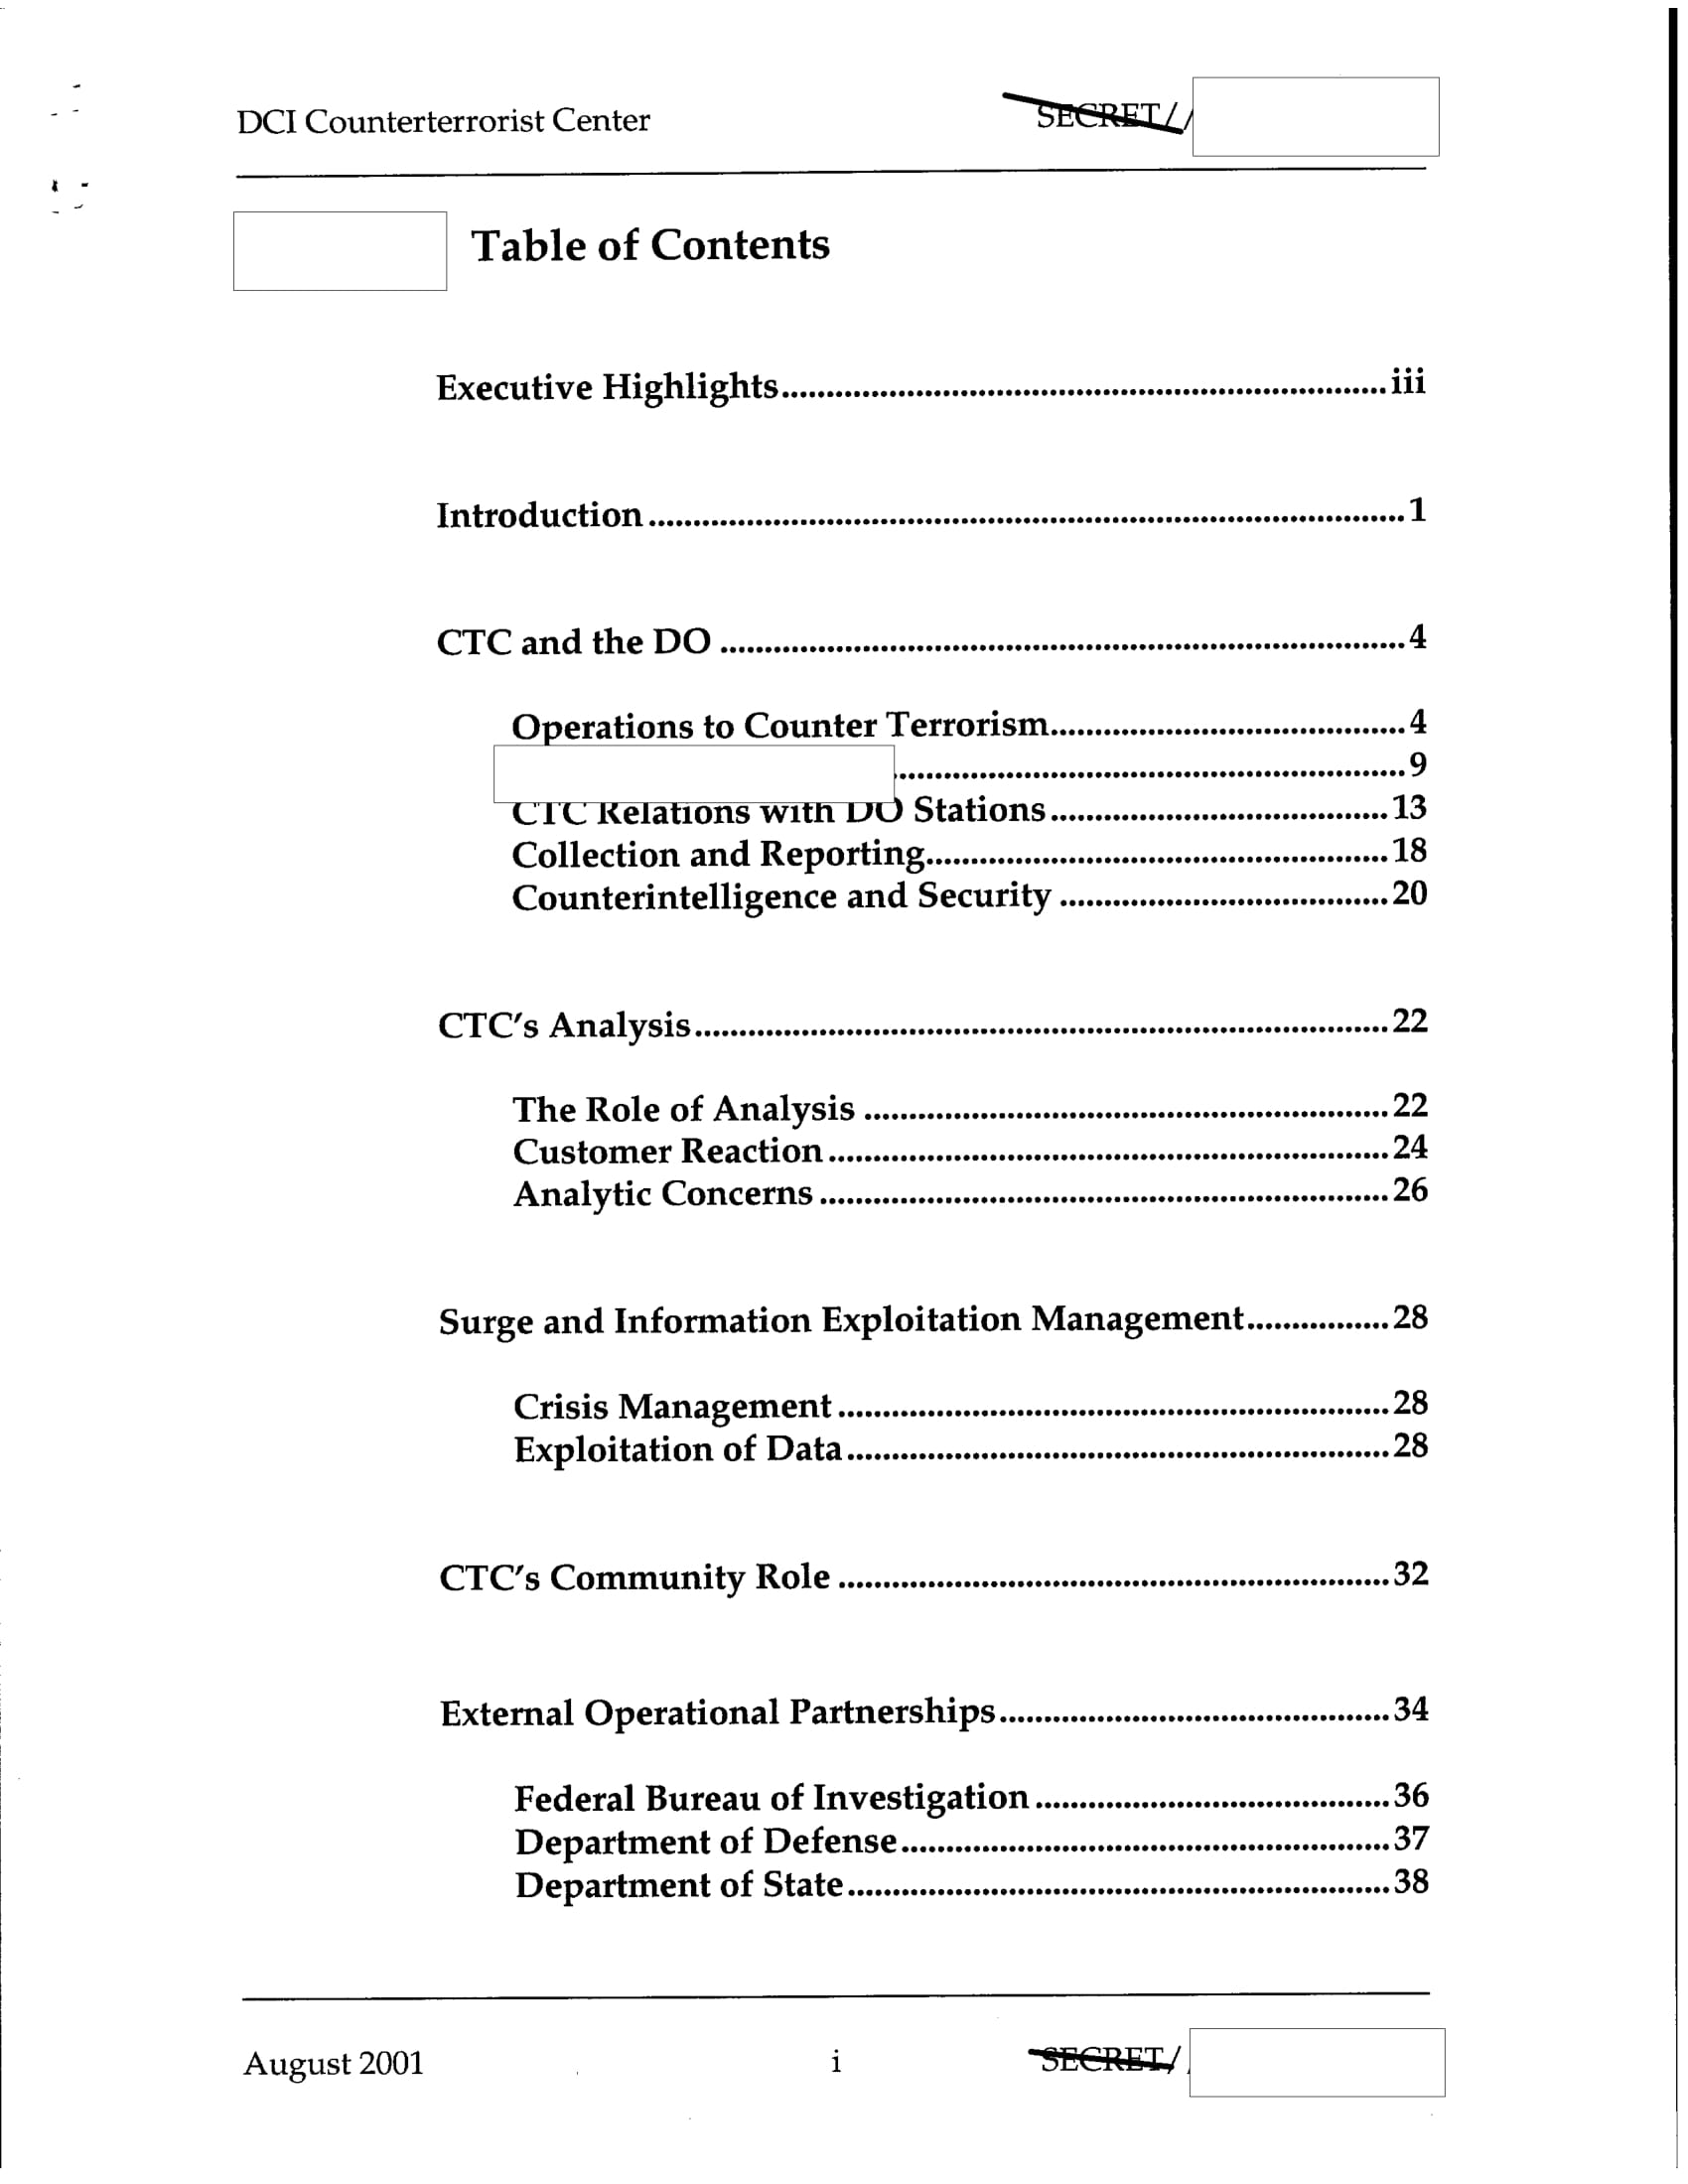 DCI Counterterrorist Center SECRET//
Table of Contents
Executive Highlights....................................................................iii
Introduction.....................................................................................1
CTC and the DO.............................................................................4
Operations to Counter Terrorism........................................4
.........................................................9
CTC Relations with DO Stations......................................13
Collection and Reporting....................................................18
Counterintelligence and Security.....................................20
CTC's Analysis..............................................................................22
The Role of Analysis...........................................................22
Customer Reaction...............................................................24
Analytic Concerns................................................................26
Surge and Information Exploitation Management................28
Crisis Management..............................................................28
Exploitation of Data.............................................................28
CTC's Community Role..............................................................32
External Operational Partnerships............................................34
Federal Bureau of Investigation........................................36
Department of Defense.......................................................37
Department of State.............................................................38
August 2001 i SECRET/